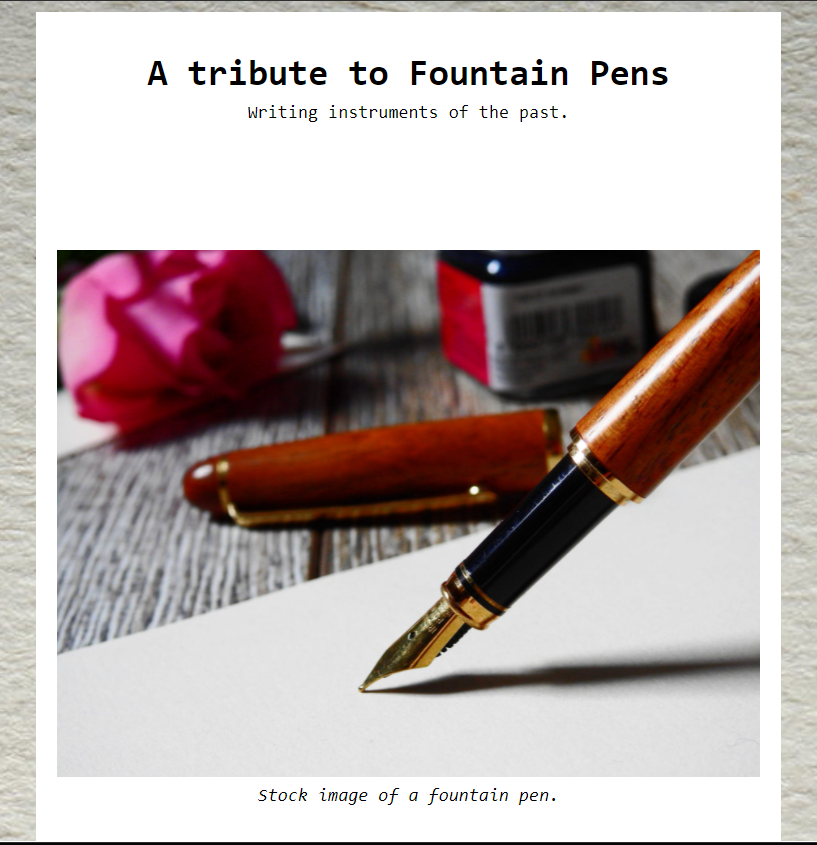 A tribute to Fountain Pens
Writing instruments of the past.
Stock image of a fountain pen.